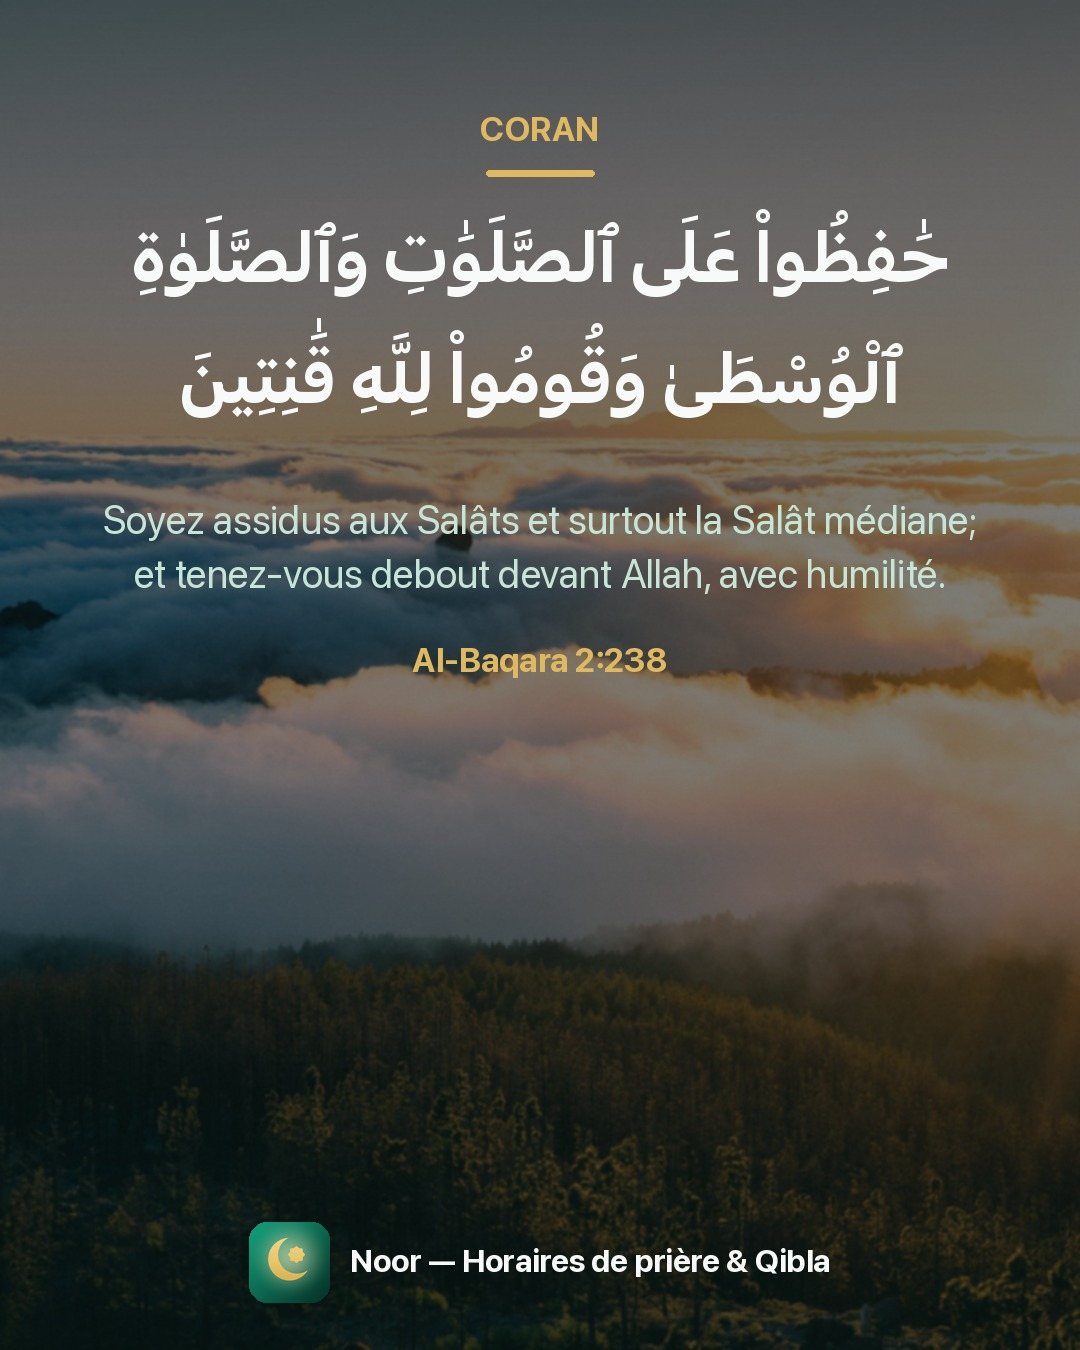 CORAN
حَٰفِظُوا۟ عَلَى ٱلصَّلَوَٰتِ وَٱلصَّلَوٰةِ
ٱلْوُسْطَىٰ وَقُومُوا۟ لِلَّهِ قَٰنِتِينَ
Soyez assidus aux Salâts et surtout la Salât médiane;
et tenez-vous debout devant Allah, avec humilité.
Al-Baqara 2:238
Noor — Horaires de prière & Qibla